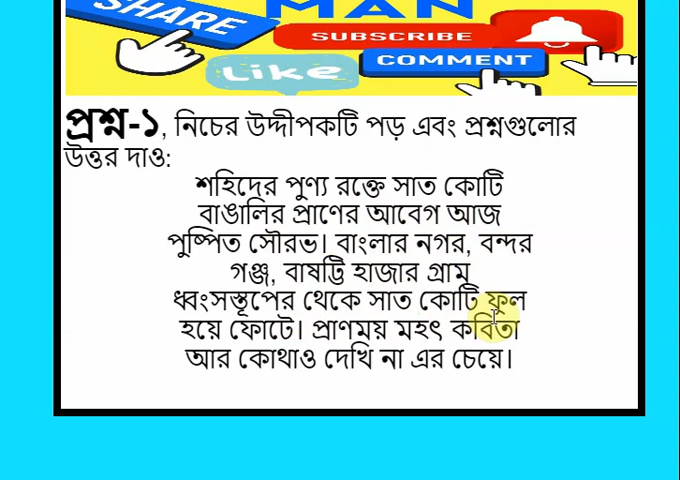 SHARE
MAN
SUBSCRIBE
Like
COMMENT
প্রশ্ন-১, নিচের উদ্দীপকটি পড় এবং প্রশ্নগুলোর
উত্তর দাও:
শহিদের পুণ্য রক্তে সাত কোটি
বাঙালির প্রাণের আবেগ আজ
পুষ্পিত সৌরভ। বাংলার নগর, বন্দর
গঞ্জ, বাষট্টি হাজার গ্রাম
ধ্বংসস্তূপের থেকে সাত কোটি ফুল
হয়ে ফোটে। প্রাণময় মহৎ কবিতা
আর কোথাও দেখি না এর চেয়ে।